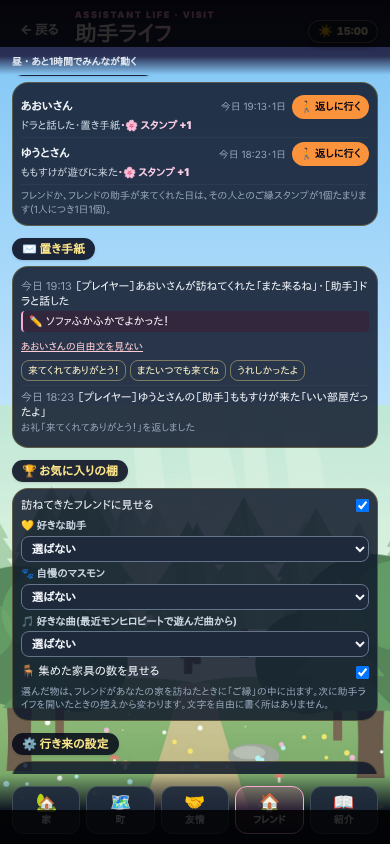 ← 戻る
ASSISTANT LIFE · VISIT
助手ライフ
☀️ 15:00
昼・あと1時間でみんなが動く
あおいさん
今日 19:13·1日
🚶 返しに行く
ドラと話した・置き手紙・🌸 スタンプ +1
ゆうとさん
今日 18:23·1日
🚶 返しに行く
ももすけが遊びに来た・🌸 スタンプ +1
フレンドか、フレンドの助手が来てくれた日は、その人とのご縁スタンプが1個たまりま
す(1人につき1日1個)。
✉️ 置き手紙
今日 19:13 [プレイヤー]あおいさんが訪ねてくれた「また来るね」・[助手]ド
ラと話した
✏️ ソファふかふかでよかった!
あおいさんの自由文を見ない
来てくれてありがとう!
またいつでも来てね
うれしかったよ
今日 18:23 [プレイヤー]ゆうとさんの[助手]ももすけが来た「いい部屋だっ
たよ」
お礼「来てくれてありがとう!」を返しました
🏆 お気に入りの棚
訪ねてきたフレンドに見せる
💛 好きな助手
選ばない
🐾 自慢のマスモン
選ばない
🎵 好きな曲(最近モンヒロビートで遊んだ曲から)
選ばない
🪑 集めた家具の数を見せる
選んだ物は、フレンドがあなたの家を訪ねたときに「ご縁」の中に出ます。次に助手ラ
イフを開いたときの控えから変わります。文字を自由に書く所はありません。
⚙️ 行き来の設定
家
町
友情
フレンド
紹介